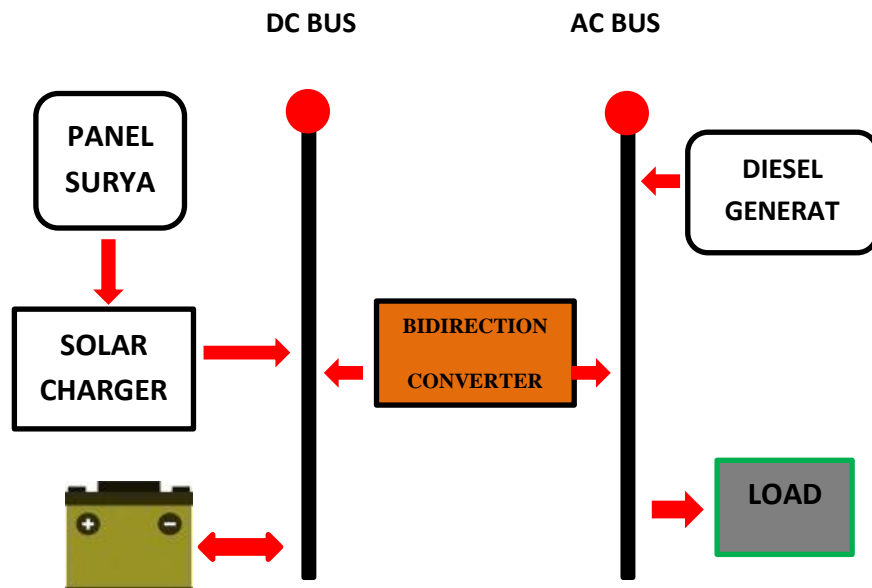 DC BUS
AC BUS
PANEL
SURYA
DIESEL
GENERAT
SOLAR
CHARGER
BIDIRECTION
CONVERTER
LOAD
+ -